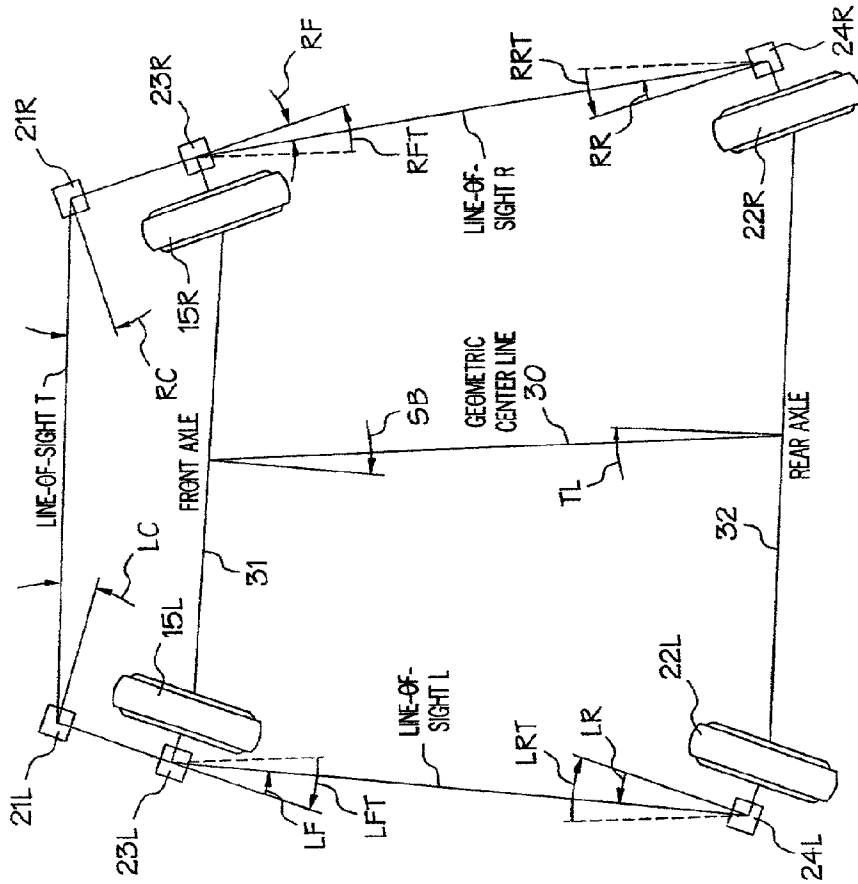 21R
23R
RF
RFT
LINE-OF-
SIGHT R
RRT
RR
24R
22R
15R
RC
LINE-OF-SIGHT T
FRONT AXLE
SB
GEOMETRIC
CENTER LINE
30
TL
REAR AXLE
LC
31
32
15L
21L
23L
LF
LFT
LINE-OF-
SIGHT L
LRT
LR
22L
24L